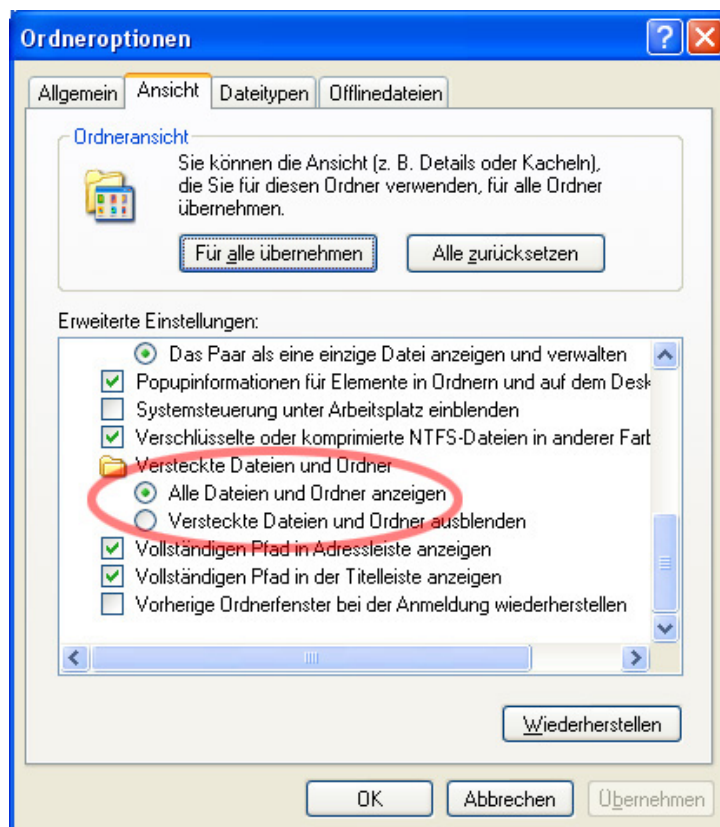 Ordneroptionen
Allgemein Ansicht Dateitypen Offlinedateien
Ordneransicht
Sie können die Ansicht (z. B. Details oder Kacheln),
die Sie für diesen Ordner verwenden, für alle Ordner
übernehmen.
Für alle übernehmen Alle zurücksetzen
Erweiterte Einstellungen:
Das Paar als eine einzige Datei anzeigen und verwalten
Popupinformationen für Elemente in Ordnern und auf dem Desk
Systemsteuerung unter Arbeitsplatz einblenden
Verschlüsselte oder komprimierte NTFS-Dateien in anderer Farb
Versteckte Dateien und Ordner
Alle Dateien und Ordner anzeigen
Versteckte Dateien und Ordner ausblenden
Vollständigen Pfad in Adressleiste anzeigen
Vollständigen Pfad in der Titelleiste anzeigen
Vorherige Ordnerfenster bei der Anmeldung wiederherstellen
Wiederherstellen
OK Abbrechen Übernehmen